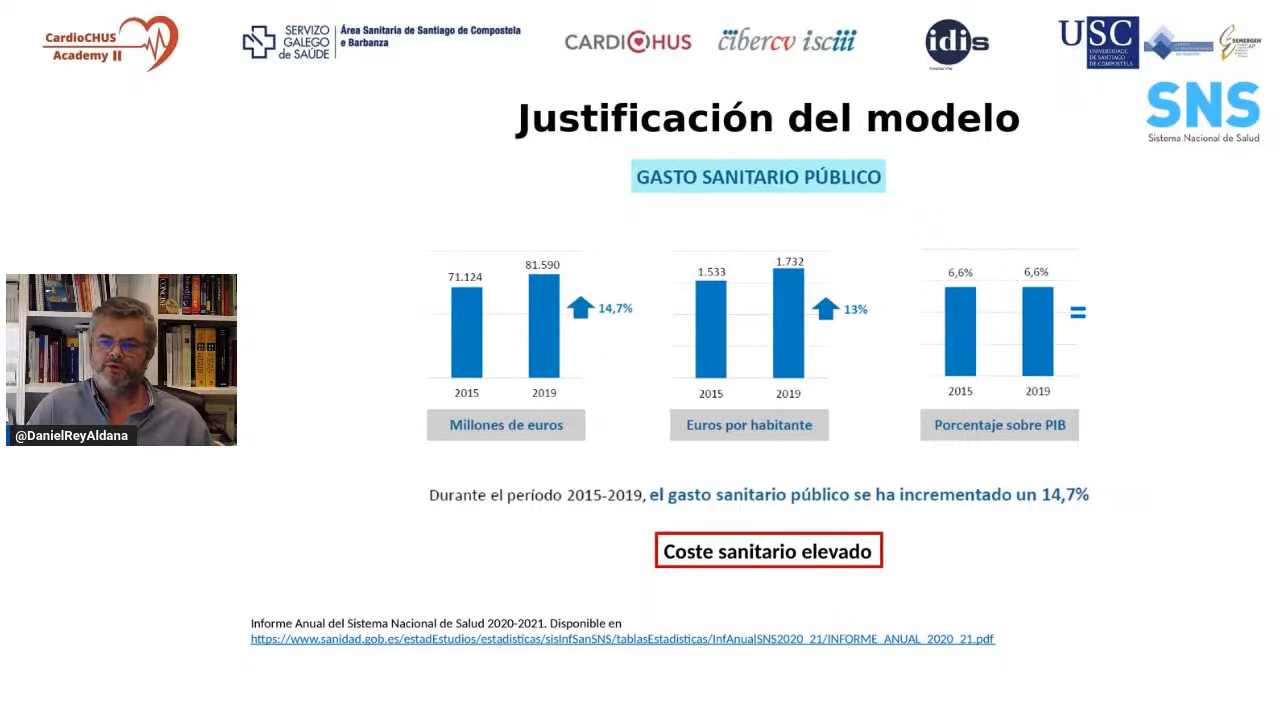 CardioCHUS
Academy II
SERVIZO
GALEGO
de SAÚDE
Área Sanitaria de Santiago de Compostela
e Barbanza
CARDIOCHUS
cibercv isciii
idis
USC
UNIVERSIDADE
DE SANTIAGO
DE COMPOSTELA
SEMERGEN
SNS
Sistema Nacional de Salud
Justificación del modelo
GASTO SANITARIO PÚBLICO
71.124
81.590
14,7%
2015
2019
Millones de euros
1.533
1.732
13%
2015
2019
Euros por habitante
6,6%
6,6%
=
2015
2019
Porcentaje sobre PIB
@DanielReyAldana
Durante el período 2015-2019, el gasto sanitario público se ha incrementado un 14,7%
Coste sanitario elevado
Informe Anual del Sistema Nacional de Salud 2020-2021. Disponible en
https://www.sanidad.gob.es/estadEstudios/estadisticas/sisInfSanSNS/tablasEstadisticas/InfAnualSNS2020_21/INFORME_ANUAL_2020_21.pdf